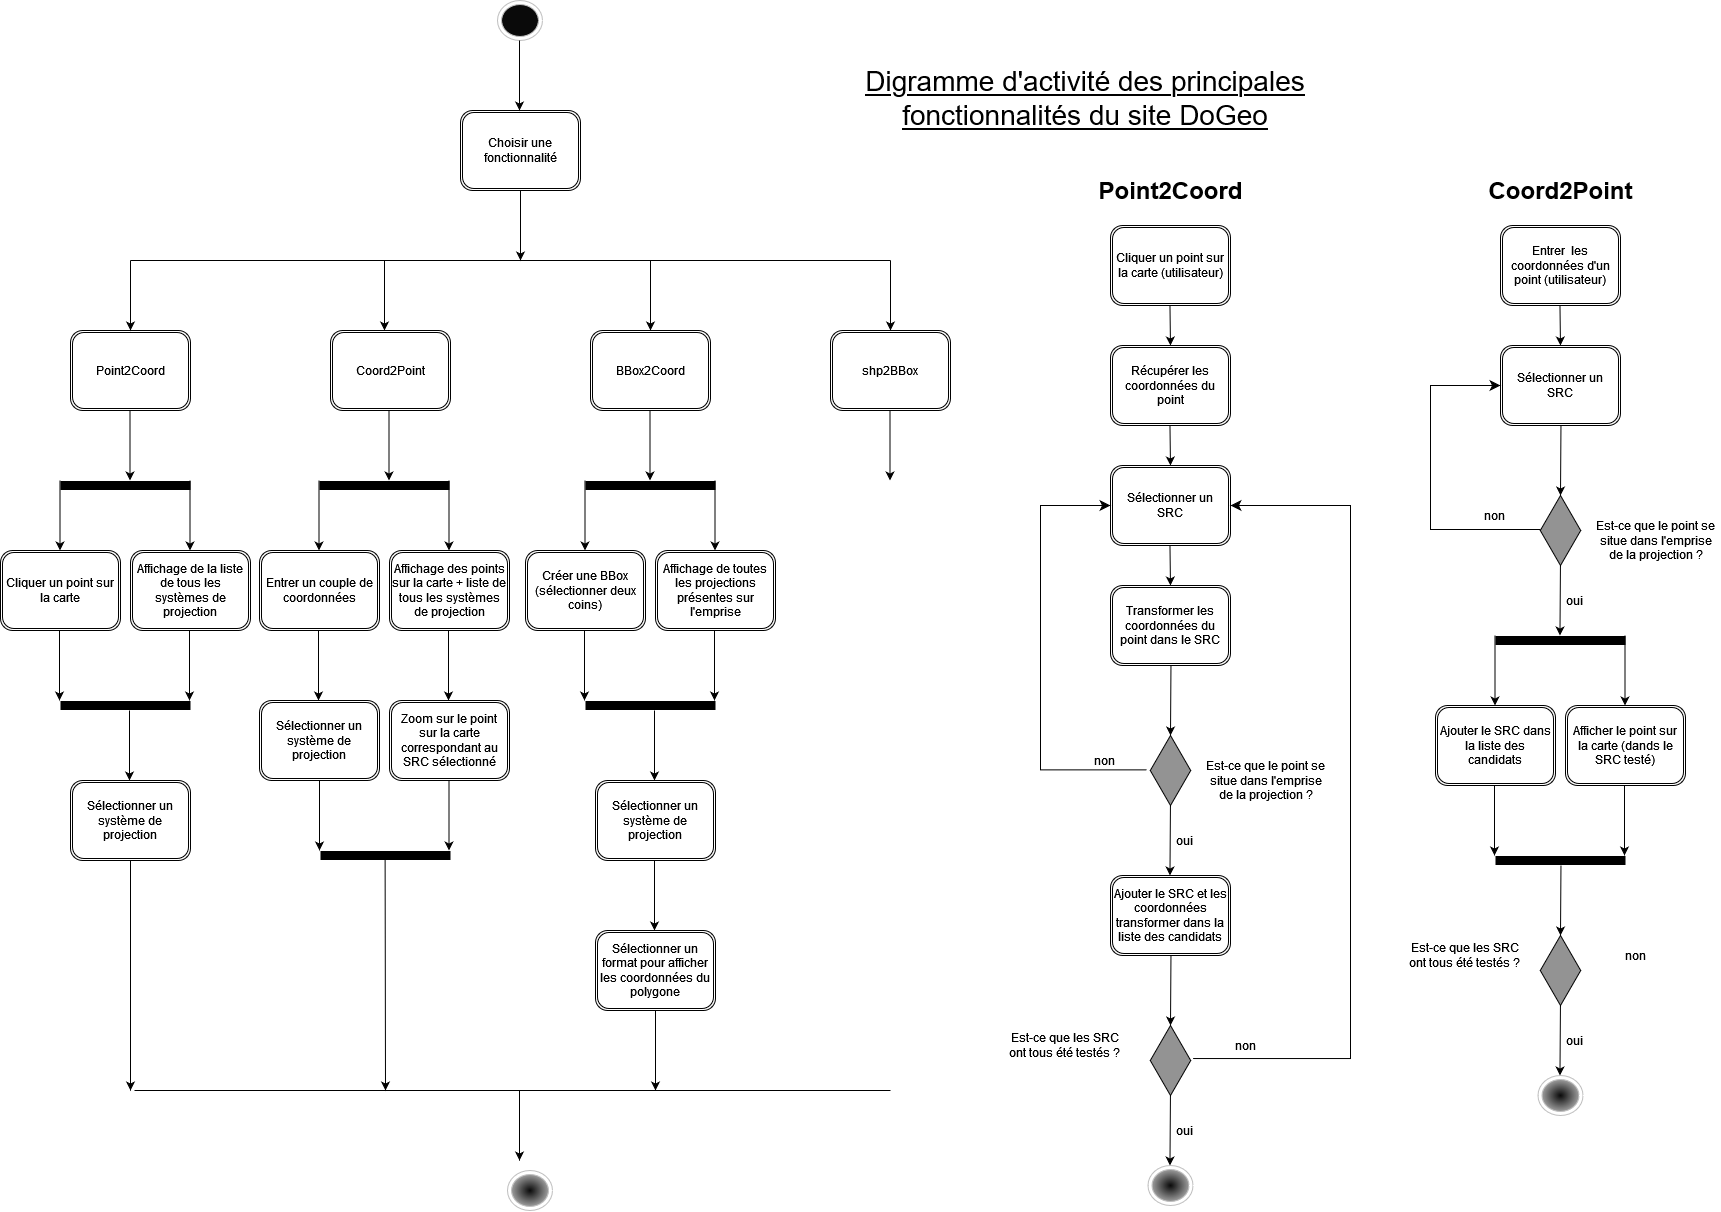 Digramme d'activité des principales
fonctionnalités du site DoGeo
Choisir une
fonctionnalité
Point2Coord
Coord2Point
BBox2Coord
shp2BBox
Cliquer un point sur
la carte
Affichage de la liste
de tous les
systèmes de
projection
Entrer un couple de
coordonnées
Affichage des points
sur la carte + liste de
tous les systèmes
de projection
Créer une BBox
(sélectionner deux
coins)
Affichage de toutes
les projections
présentes sur
l'emprise
Sélectionner un
système de
projection
Zoom sur le point
sur la carte
correspondant au
SRC sélectionné
Sélectionner un
système de
projection
Sélectionner un
système de
projection
Sélectionner un
format pour afficher
les coordonnées du
polygone
Point2Coord
Cliquer un point sur
la carte (utilisateur)
Récupérer les
coordonnées du
point
Sélectionner un
SRC
Transformer les
coordonnées du
point dans le SRC
non
Est-ce que le point se
situe dans l'emprise
de la projection ?
oui
Ajouter le SRC et les
coordonnées
transformer dans la
liste des candidats
Est-ce que les SRC
ont tous été testés ?
non
oui
Coord2Point
Entrer  les
coordonnées d'un
point (utilisateur)
Sélectionner un
SRC
non
Est-ce que le point se
situe dans l'emprise
de la projection ?
oui
Ajouter le SRC dans
la liste des
candidats
Afficher le point sur
la carte (dands le
SRC testé)
Est-ce que les SRC
ont tous été testés ?
non
oui